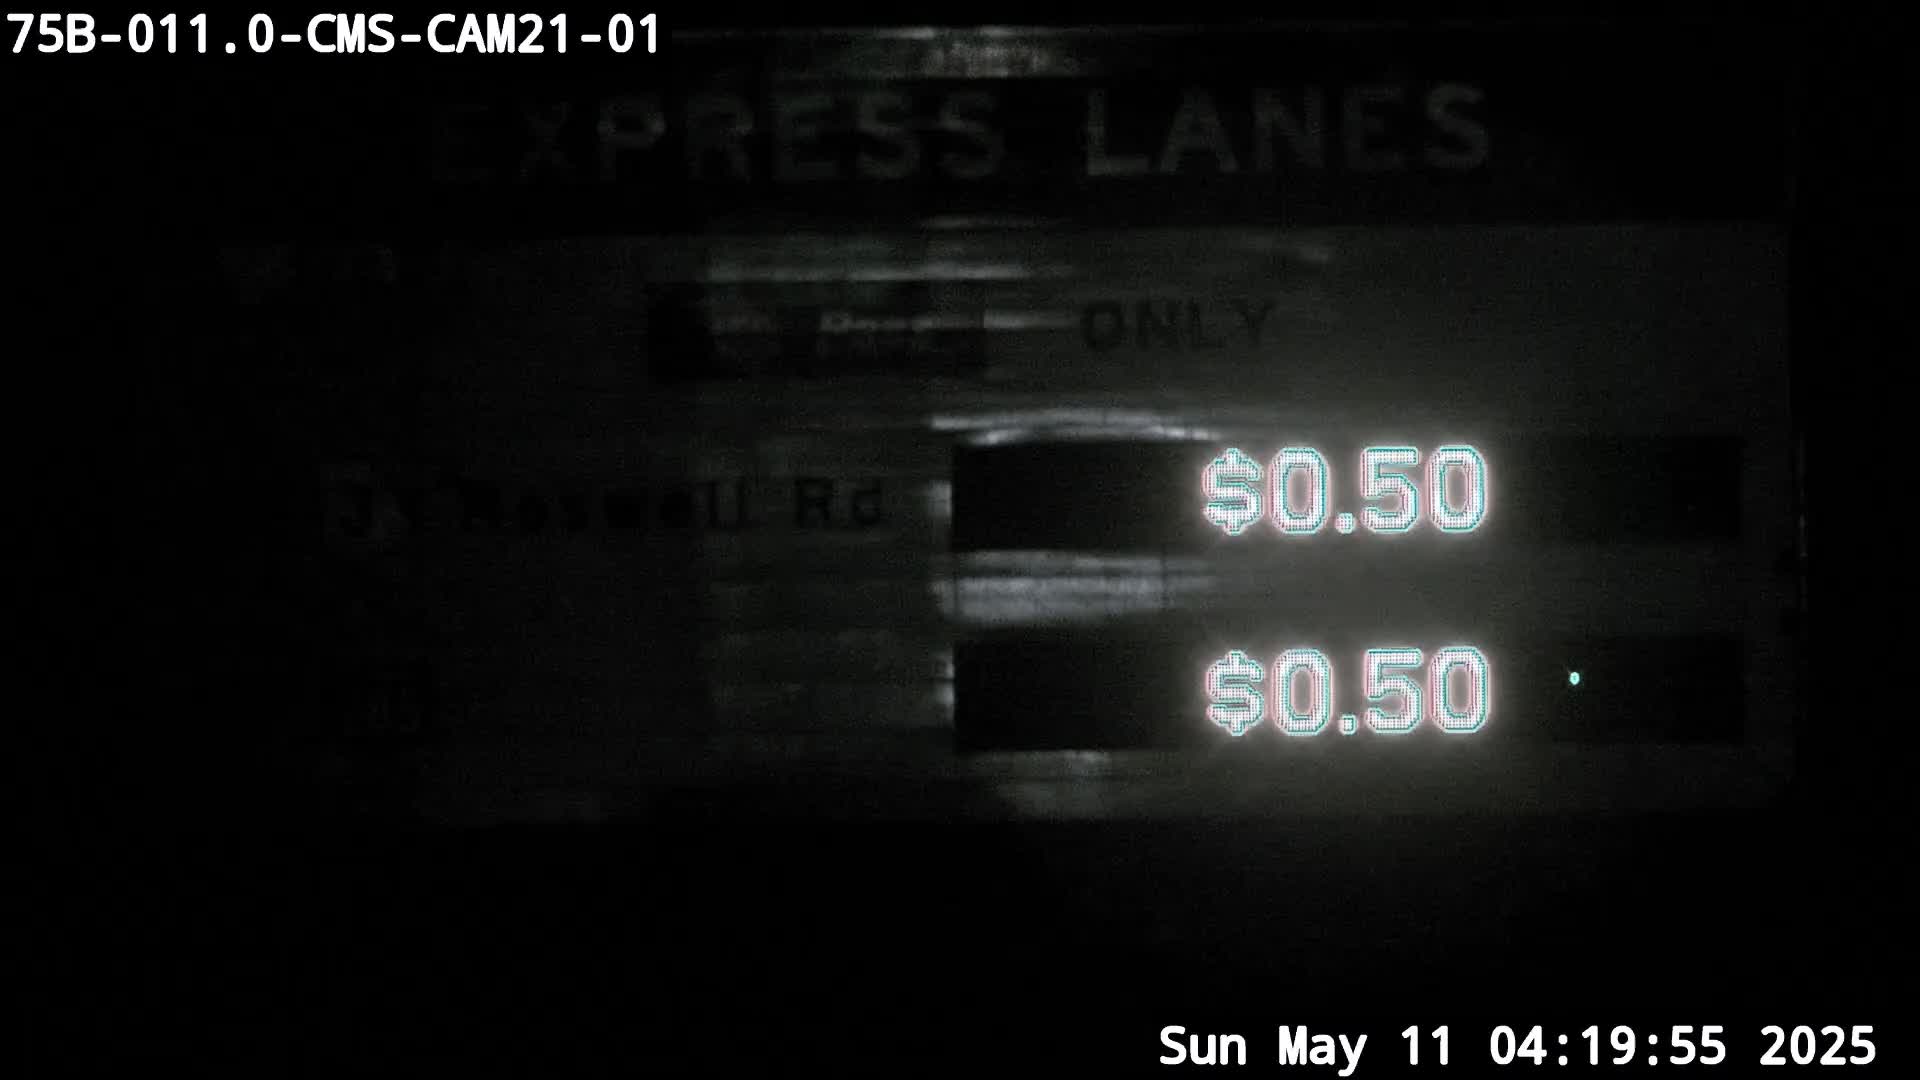 75B-011.0-CMS-CAM21-01
EXPRESS LANES
ONLY
Rd $0.50
$0.50
Sun May 11 04:19:55 2025